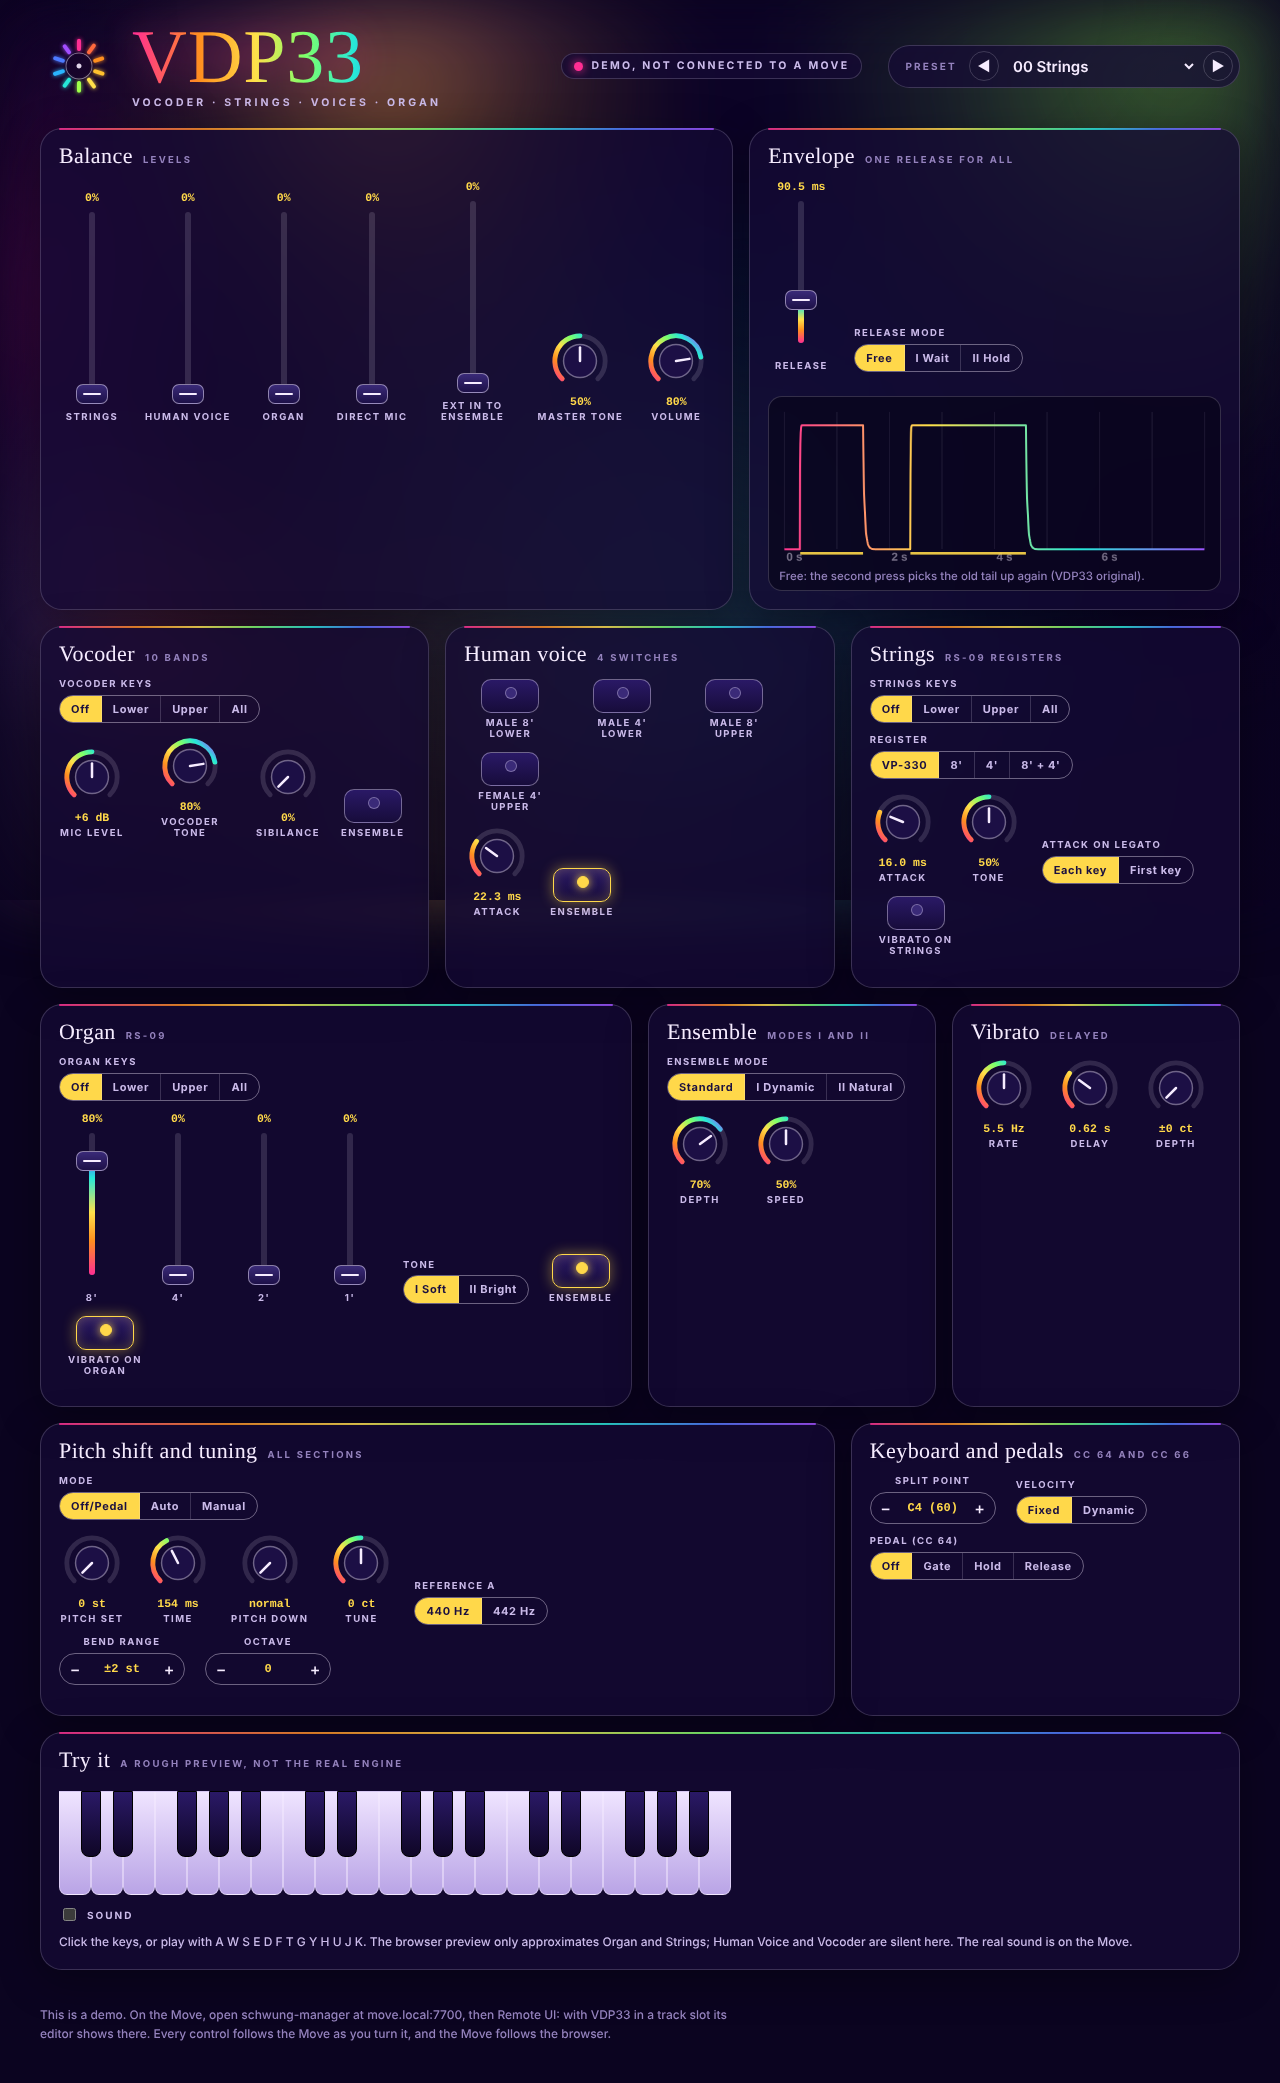 VDP33
VOCODER · STRINGS · VOICES · ORGAN
DEMO, NOT CONNECTED TO A MOVE
PRESET
00 Strings
Balance LEVELS
0% 0% 0% 0% 0%
STRINGS HUMAN VOICE ORGAN DIRECT MIC EXT IN TO ENSEMBLE
50% 80%
MASTER TONE VOLUME
Envelope ONE RELEASE FOR ALL
90.5 ms
RELEASE
RELEASE MODE
Free I Wait II Hold
0 s 2 s 4 s 6 s
Free: the second press picks the old tail up again (VDP33 original).
Vocoder 10 BANDS
VOCODER KEYS
Off Lower Upper All
+6 dB 80% 0%
MIC LEVEL VOCODER TONE SIBILANCE ENSEMBLE
Human voice 4 SWITCHES
MALE 8' LOWER MALE 4' LOWER MALE 8' UPPER
FEMALE 4' UPPER
22.3 ms
ATTACK ENSEMBLE
Strings RS-09 REGISTERS
STRINGS KEYS
Off Lower Upper All
REGISTER
VP-330 8' 4' 8' + 4'
16.0 ms 50%
ATTACK TONE
ATTACK ON LEGATO
Each key First key
VIBRATO ON STRINGS
Organ RS-09
ORGAN KEYS
Off Lower Upper All
80% 0% 0% 0%
8' 4' 2' 1'
TONE
I Soft II Bright
ENSEMBLE
VIBRATO ON ORGAN
Ensemble MODES I AND II
ENSEMBLE MODE
Standard I Dynamic II Natural
70% 50%
DEPTH SPEED
Vibrato DELAYED
5.5 Hz 0.62 s ±0 ct
RATE DELAY DEPTH
Pitch shift and tuning ALL SECTIONS
MODE
Off/Pedal Auto Manual
0 st 154 ms normal 0 ct
PITCH SET TIME PITCH DOWN TUNE
REFERENCE A
440 Hz 442 Hz
BEND RANGE OCTAVE
− ±2 st + − 0 +
Keyboard and pedals CC 64 AND CC 66
SPLIT POINT VELOCITY
− C4 (60) + Fixed Dynamic
PEDAL (CC 64)
Off Gate Hold Release
Try it A ROUGH PREVIEW, NOT THE REAL ENGINE
SOUND
Click the keys, or play with A W S E D F T G Y H U J K. The browser preview only approximates Organ and Strings; Human Voice and Vocoder are silent here. The real sound is on the Move.
This is a demo. On the Move, open schwung-manager at move.local:7700, then Remote UI: with VDP33 in a track slot its
editor shows there. Every control follows the Move as you turn it, and the Move follows the browser.